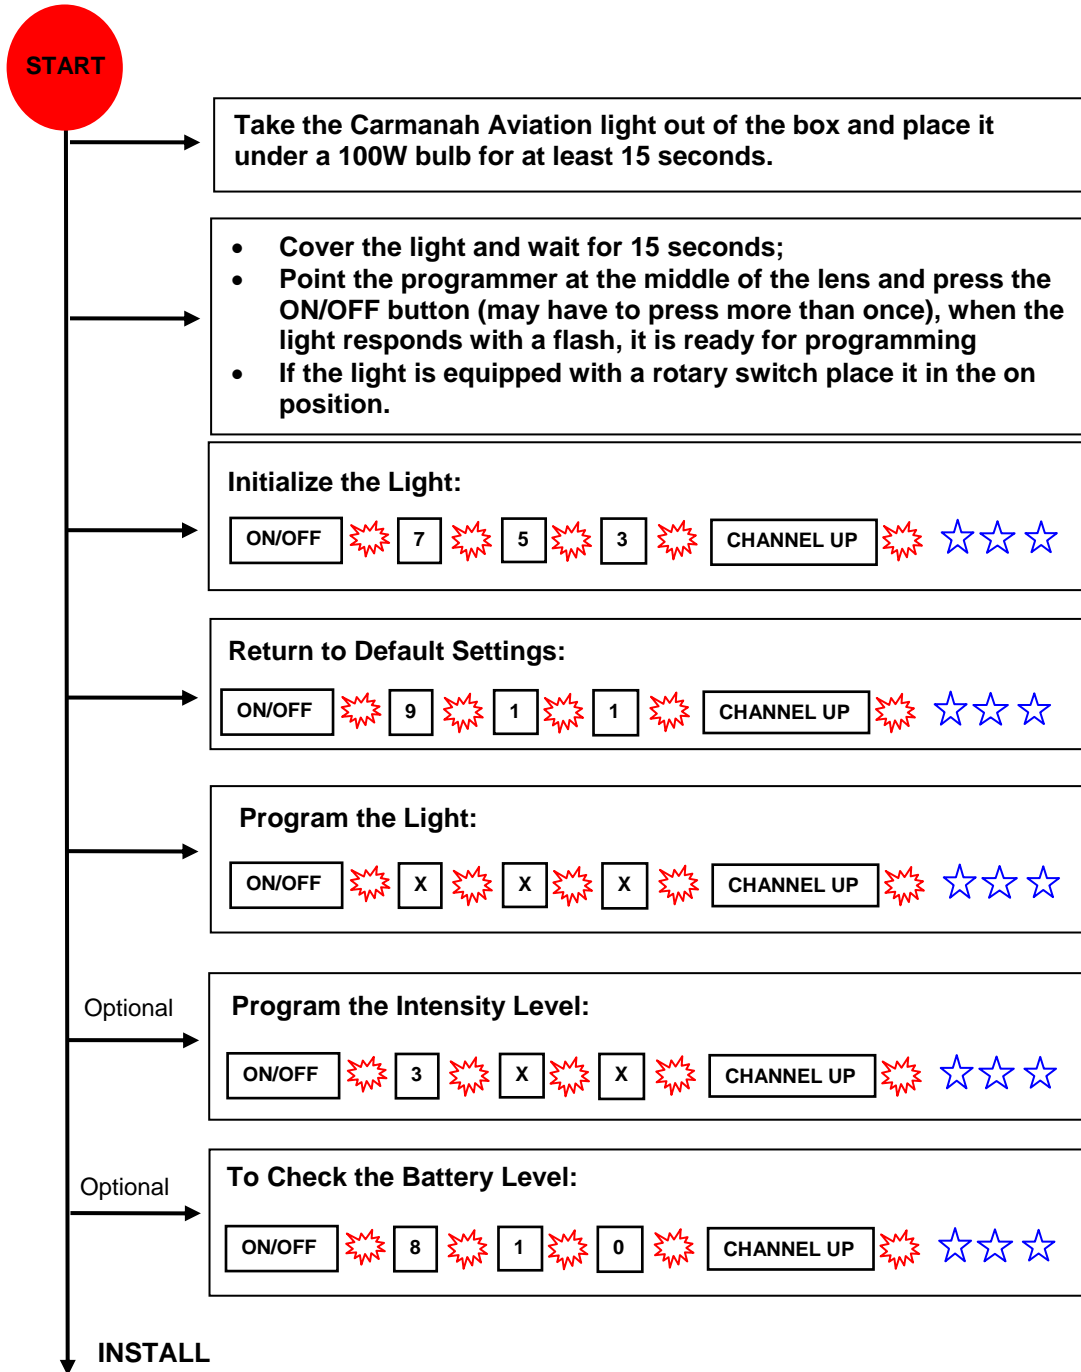 START
Take the Carmanah Aviation light out of the box and place it
under a 100W bulb for at least 15 seconds.
• Cover the light and wait for 15 seconds;
• Point the programmer at the middle of the lens and press the
ON/OFF button (may have to press more than once), when the
light responds with a flash, it is ready for programming
• If the light is equipped with a rotary switch place it in the on
position.
Initialize the Light:
ON/OFF 7 5 3 CHANNEL UP
Return to Default Settings:
ON/OFF 9 1 1 CHANNEL UP
Program the Light:
ON/OFF X X X CHANNEL UP
Optional
Program the Intensity Level:
ON/OFF 3 X X CHANNEL UP
Optional
To Check the Battery Level:
ON/OFF 8 1 0 CHANNEL UP
INSTALL